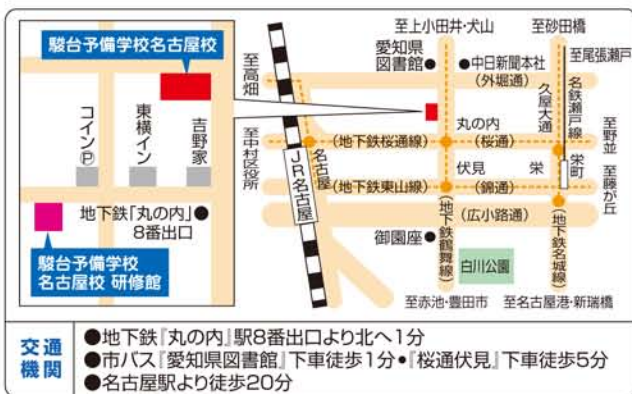 駿台予備学校名古屋校
コインⓅ
東横イン
吉野家
地下鉄「丸の内」●
8番出口
駿台予備学校
名古屋校 研修館
至上小田井・犬山
至砂田橋
愛知県
図書館●
●中日新聞本社
(外堀通)
至尾張瀬戸
至高畑
久屋大通
名鉄瀬戸線
丸の内
至中村区役所
名古屋
(地下鉄桜通線)
(桜通)
至野並
JR名古屋
伏見
栄
栄町
(地下鉄東山線)
(錦通)
至藤が丘
(広小路通)
御園座●
(地下鉄鶴舞線)
白川公園
(地下鉄名城線)
至赤池・豊田市
至名古屋港・新瑞橋
交通
機関
●地下鉄『丸の内』駅8番出口より北へ1分
●市バス『愛知県図書館』下車徒歩1分●『桜通伏見』下車徒歩5分
●名古屋駅より徒歩20分